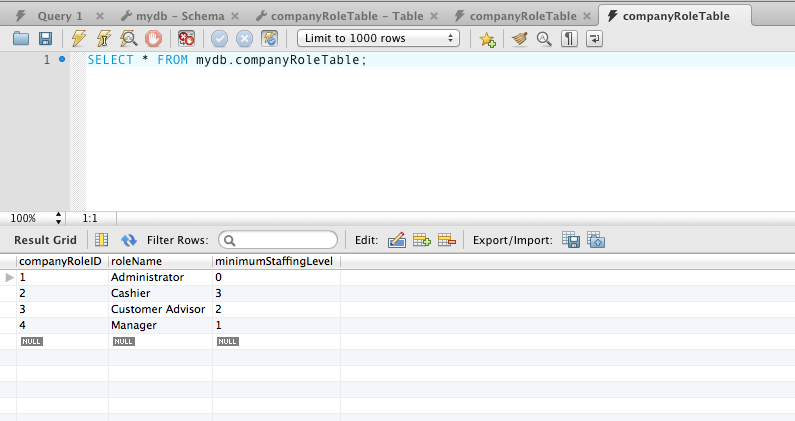 Query 1 mydb - Schema companyRoleTable - Table companyRoleTable companyRoleTable
Limit to 1000 rows
1 SELECT * FROM mydb.companyRoleTable;
100% 1:1
Result Grid Filter Rows: Edit: Export/Import:
companyRoleID roleName minimumStaffingLevel
1 Administrator 0
2 Cashier 3
3 Customer Advisor 2
4 Manager 1
NULL NULL NULL